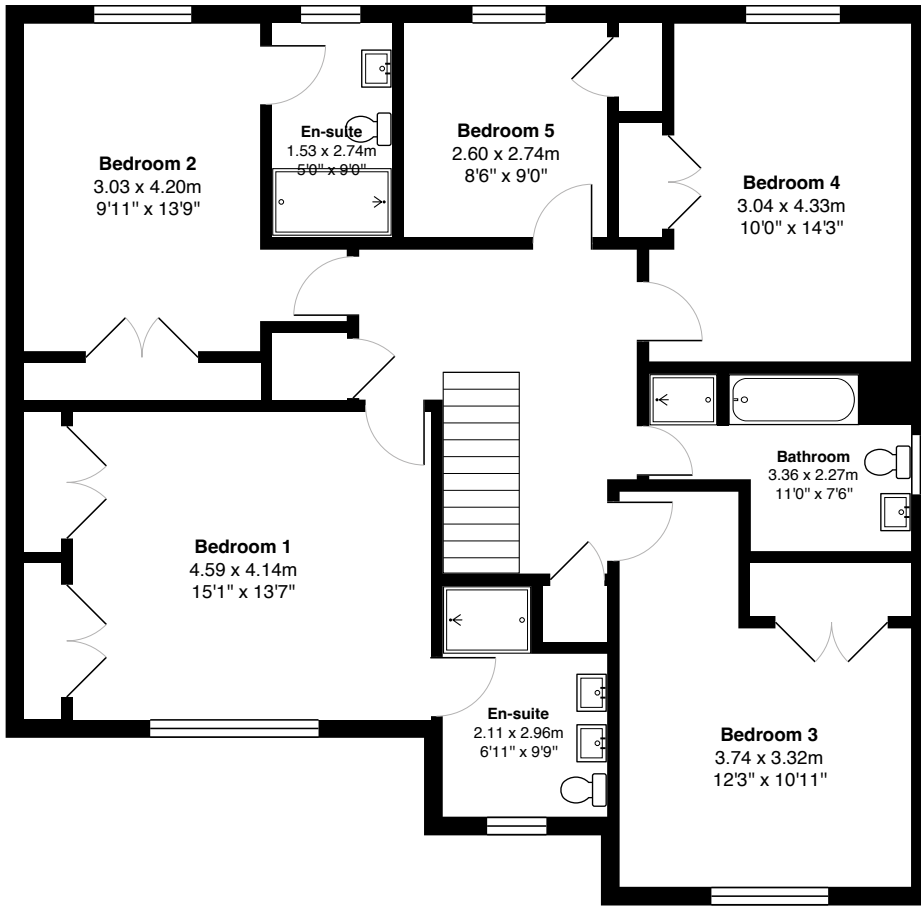 Bedroom 2
3.03 x 4.20m
9'11" x 13'9"
En-suite
1.53 x 2.74m
5'0" x 9'0"
Bedroom 5
2.60 x 2.74m
8'6" x 9'0"
Bedroom 4
3.04 x 4.33m
10'0" x 14'3"
Bathroom
3.36 x 2.27m
11'0" x 7'6"
Bedroom 1
4.59 x 4.14m
15'1" x 13'7"
En-suite
2.11 x 2.96m
6'11" x 9'9"
Bedroom 3
3.74 x 3.32m
12'3" x 10'11"